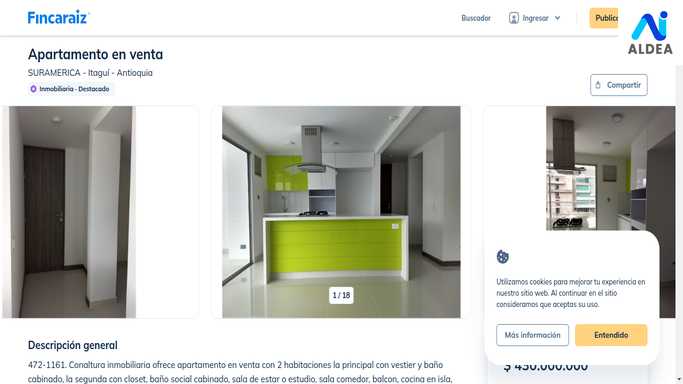 Fincaraiz
Buscador
Ingresar
Publica
ALDEA
Apartamento en venta
SURAMERICA - Itaguí - Antioquia
Inmobiliaria - Destacado
Compartir
1 / 18
Utilizamos cookies para mejorar tu experiencia en
nuestro sitio web. Al continuar en el sitio
consideramos que aceptas su uso.
Más información
Entendido
Descripción general
472-1161. Conaltura inmobiliaria ofrece apartamento en venta con 2 habitaciones la principal con vestier y baño
cabinado, la segunda con closet, baño social cabinado, sala de estar o estudio, sala comedor, balcon, cocina en isla,
$ 430.000.000